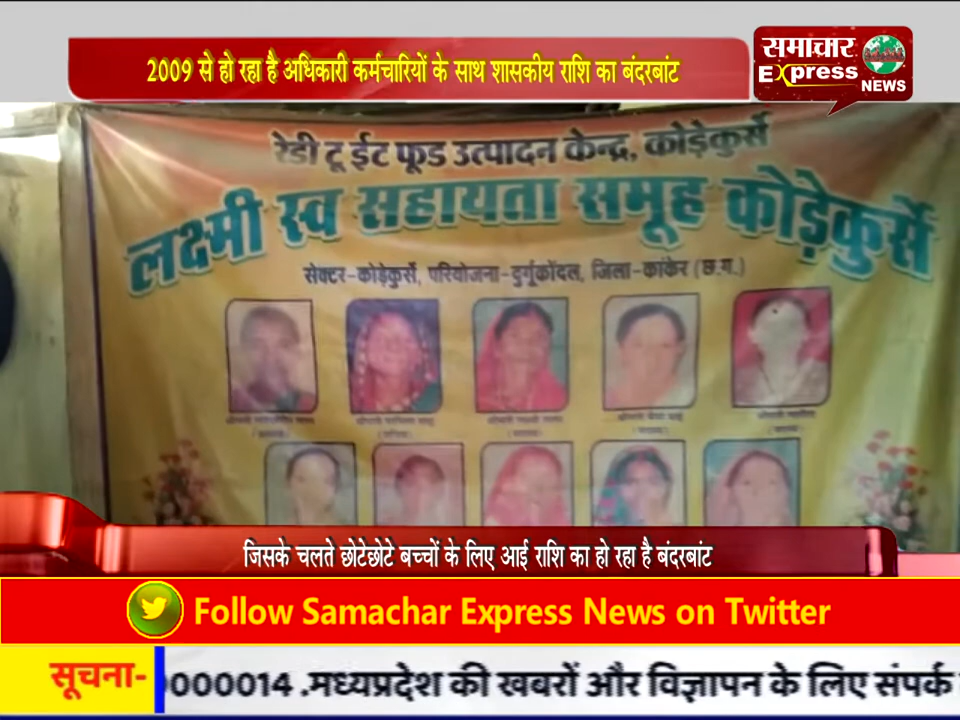 2009 से हो रहा है अधिकारी कर्मचारियों के साथ शासकीय राशि का बंदरबांट
समाचार
Express
NEWS
रेडी टू ईट फूड उत्पादन केन्द्र, कोड़ेकुर्से
लक्ष्मी स्व सहायता समूह कोड़ेकुर्से
सेक्टर-कोड़ेकुर्से, परियोजना-दुर्गूकोंदल, जिला-कांकेर (छ.ग.)
जिसके चलते छोटेछोटे बच्चों के लिए आई राशि का हो रहा है बंदरबांट
Follow Samachar Express News on Twitter
सूचना- 000014 .मध्यप्रदेश की खबरों और विज्ञापन के लिए संपर्क